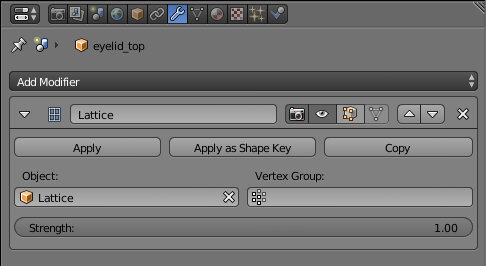 eyelid_top
Add Modifier
Lattice
Apply Apply as Shape Key Copy
Object: Vertex Group:
Lattice
Strength: 1.00